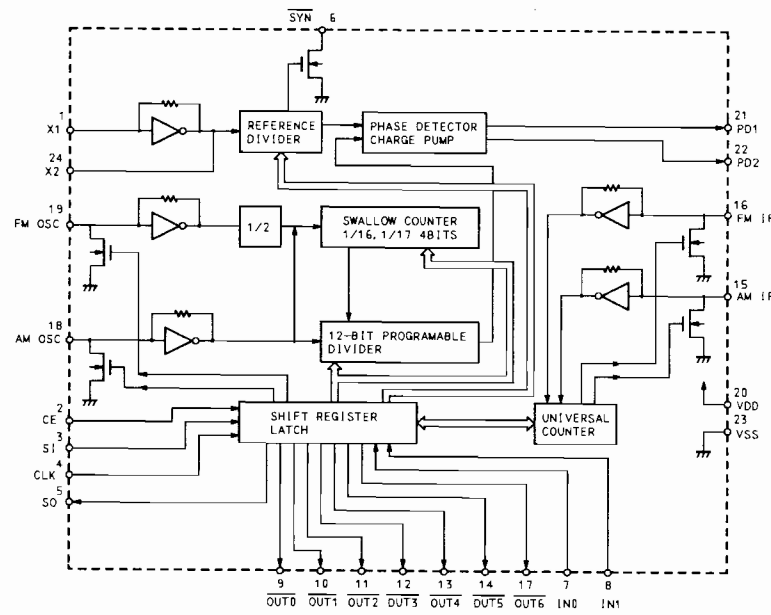 SYN 6
1
X1
REFERENCE
DIVIDER
PHASE DETECTOR
CHARGE PUMP
21
PD1
22
PD2
24
X2
19
FM OSC
1/2
SWALLOW COUNTER
1/16, 1/17 4BITS
16
FM IF
15
AM IF
18
AM OSC
12-BIT PROGRAMABLE
DIVIDER
20
VDD
23
VSS
2
CE
3
SI
4
CLK
5
SO
SHIFT REGISTER
LATCH
UNIVERSAL
COUNTER
9 10 11 12 13 14 17 7 8
OUT0 OUT1 OUT2 OUT3 OUT4 OUT5 OUT6 IN0 IN1